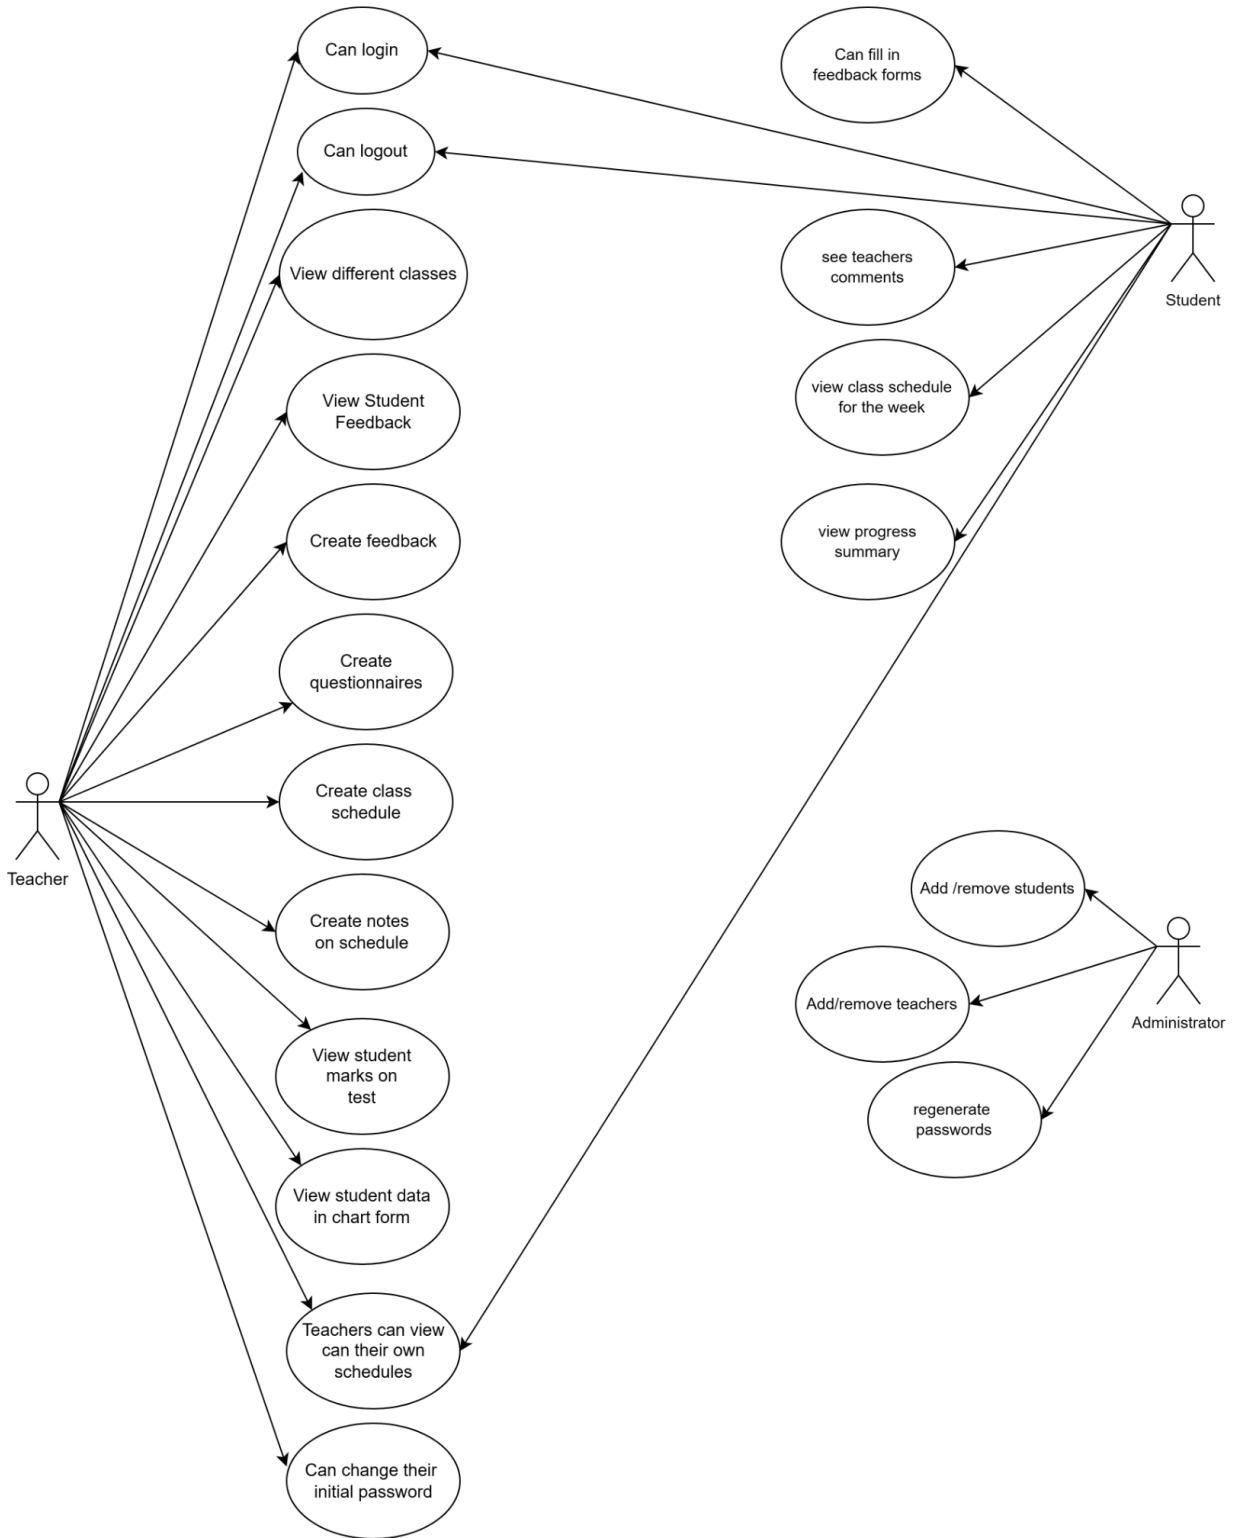 Can login
Can logout
View different classes
View Student
Feedback
Create feedback
Create
questionnaires
Create class
schedule
Create notes
on schedule
View student
marks on
test
View student data
in chart form
Teachers can view
can their own
schedules
Can change their
initial password
Teacher
Can fill in
feedback forms
see teachers
comments
view class schedule
for the week
view progress
summary
Student
Add /remove students
Add/remove teachers
regenerate
passwords
Administrator